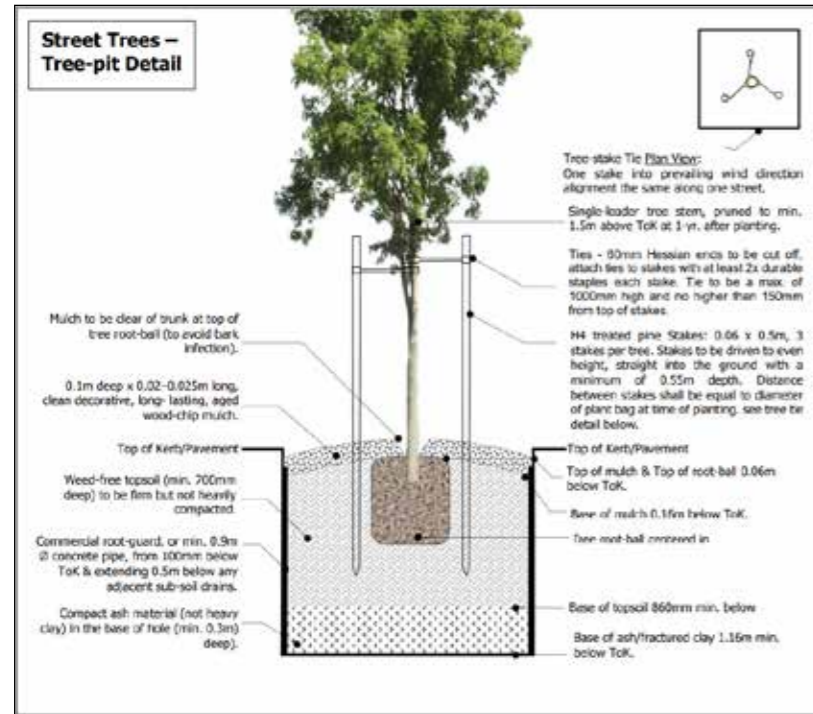 Street Trees –
Tree-pit Detail
Tree-stake Tie Plan View:
One stake into prevailing wind direction
alignment the same along one street.
Single-leader tree stem, pruned to min.
1.5m above ToK at 1-yr. after planting.
Ties - 60mm Hessian ends to be cut off,
attach ties to stakes with at least 2x durable
staples each stake. Tie to be a max. of
1000mm high and no higher than 150mm
from top of stakes.
H4 treated pine Stakes: 0.06 x 0.5m, 3
stakes per tree. Stakes to be driven to even
height, straight into the ground with a
minimum of 0.55m depth. Distance
between stakes shall be equal to diameter
of plant bag at time of planting. see tree tie
detail below.
Top of Kerb/Pavement
Top of mulch & Top of root-ball 0.06m
below ToK.
Base of mulch 0.16m below ToK.
Tree root-ball centered in
Base of topsoil 860mm min. below
Base of ash/fractured clay 1.16m min.
below ToK.
Mulch to be clear of trunk at top of
tree root-ball (to avoid bark
infection).
0.1m deep x 0.02-0.025m long,
clean decorative, long- lasting, aged
wood-chip mulch.
Top of Kerb/Pavement
Weed-free topsoil (min. 700mm
deep) to be firm but not heavily
compacted.
Commercial root-guard, or min. 0.9m
Ø concrete pipe, from 100mm below
ToK & extending 0.5m below any
adjacent sub-soil drains.
Compact ash material (not heavy
clay) in the base of hole (min. 0.3m)
deep).